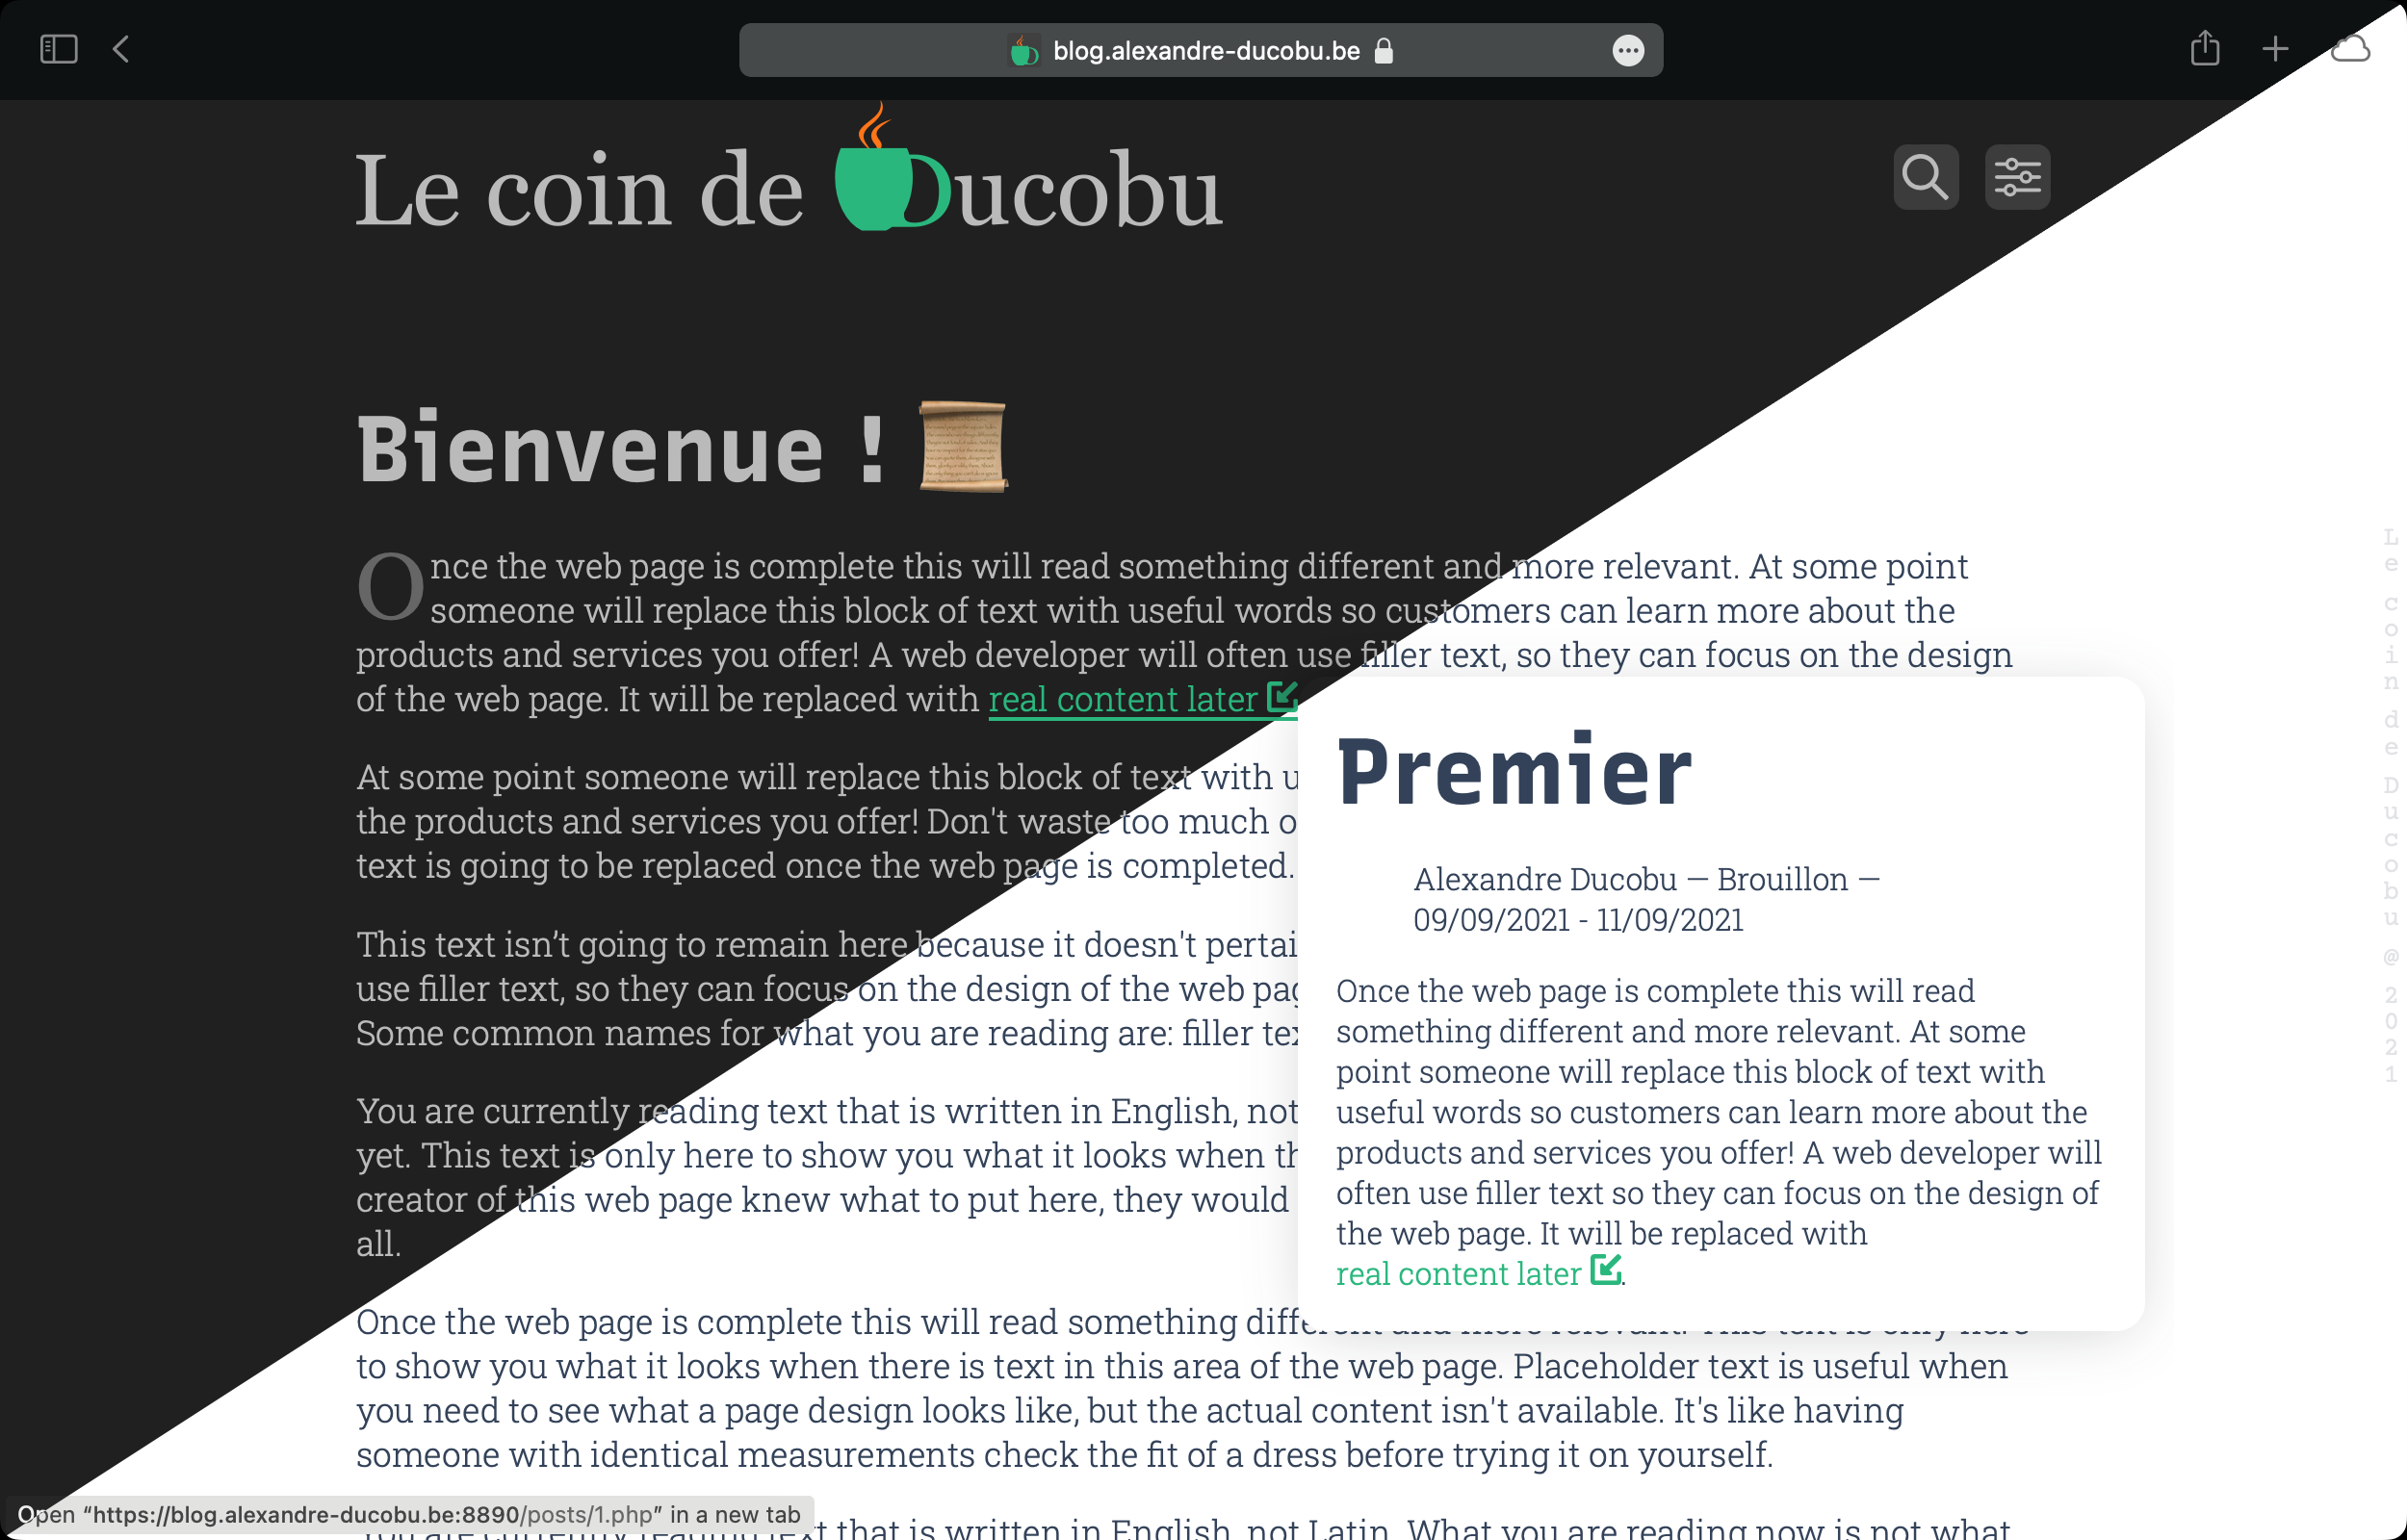 blog.alexandre-ducobu.be
Le coin de Ducobu
Bienvenue !
Once the web page is complete this will read something different and more relevant. At some point
someone will replace this block of text with useful words so customers can learn more about the
products and services you offer! A web developer will often use filler text, so they can focus on the design
of the web page. It will be replaced with real content later
At some point someone will replace this block of text with u
the products and services you offer! Don't waste too much o
text is going to be replaced once the web page is completed.
This text isn’t going to remain here because it doesn't pertai
use filler text, so they can focus on the design of the web pag
Some common names for what you are reading are: filler tex
You are currently reading text that is written in English, not
yet. This text is only here to show you what it looks when th
creator of this web page knew what to put here, they would
all.
Once the web page is complete this will read something different and more relevant. This text is only here
to show you what it looks when there is text in this area of the web page. Placeholder text is useful when
you need to see what a page design looks like, but the actual content isn't available. It's like having
someone with identical measurements check the fit of a dress before trying it on yourself.
You are currently reading text that is written in English, not Latin. What you are reading now is not what
Premier
Alexandre Ducobu — Brouillon —
09/09/2021 - 11/09/2021
Once the web page is complete this will read
something different and more relevant. At some
point someone will replace this block of text with
useful words so customers can learn more about the
products and services you offer! A web developer will
often use filler text so they can focus on the design of
the web page. It will be replaced with
real content later.
Le coin de Ducobu @ 2021
Open “https://blog.alexandre-ducobu.be:8890/posts/1.php” in a new tab